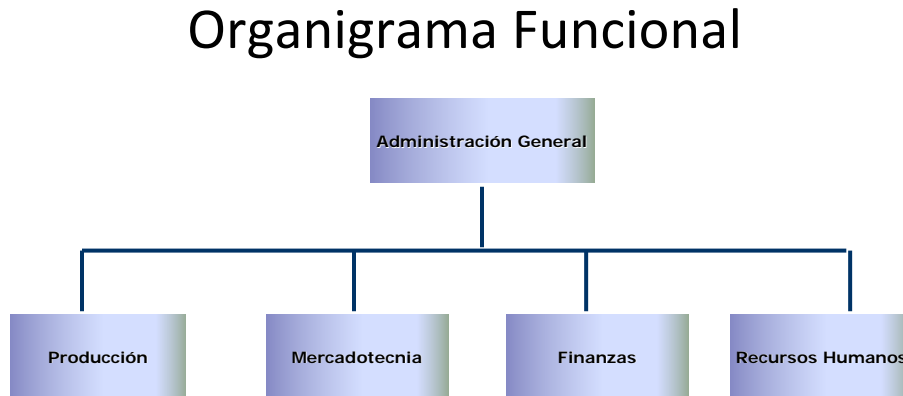 Organigrama Funcional
Administración General
Producción
Mercadotecnia
Finanzas
Recursos Humanos